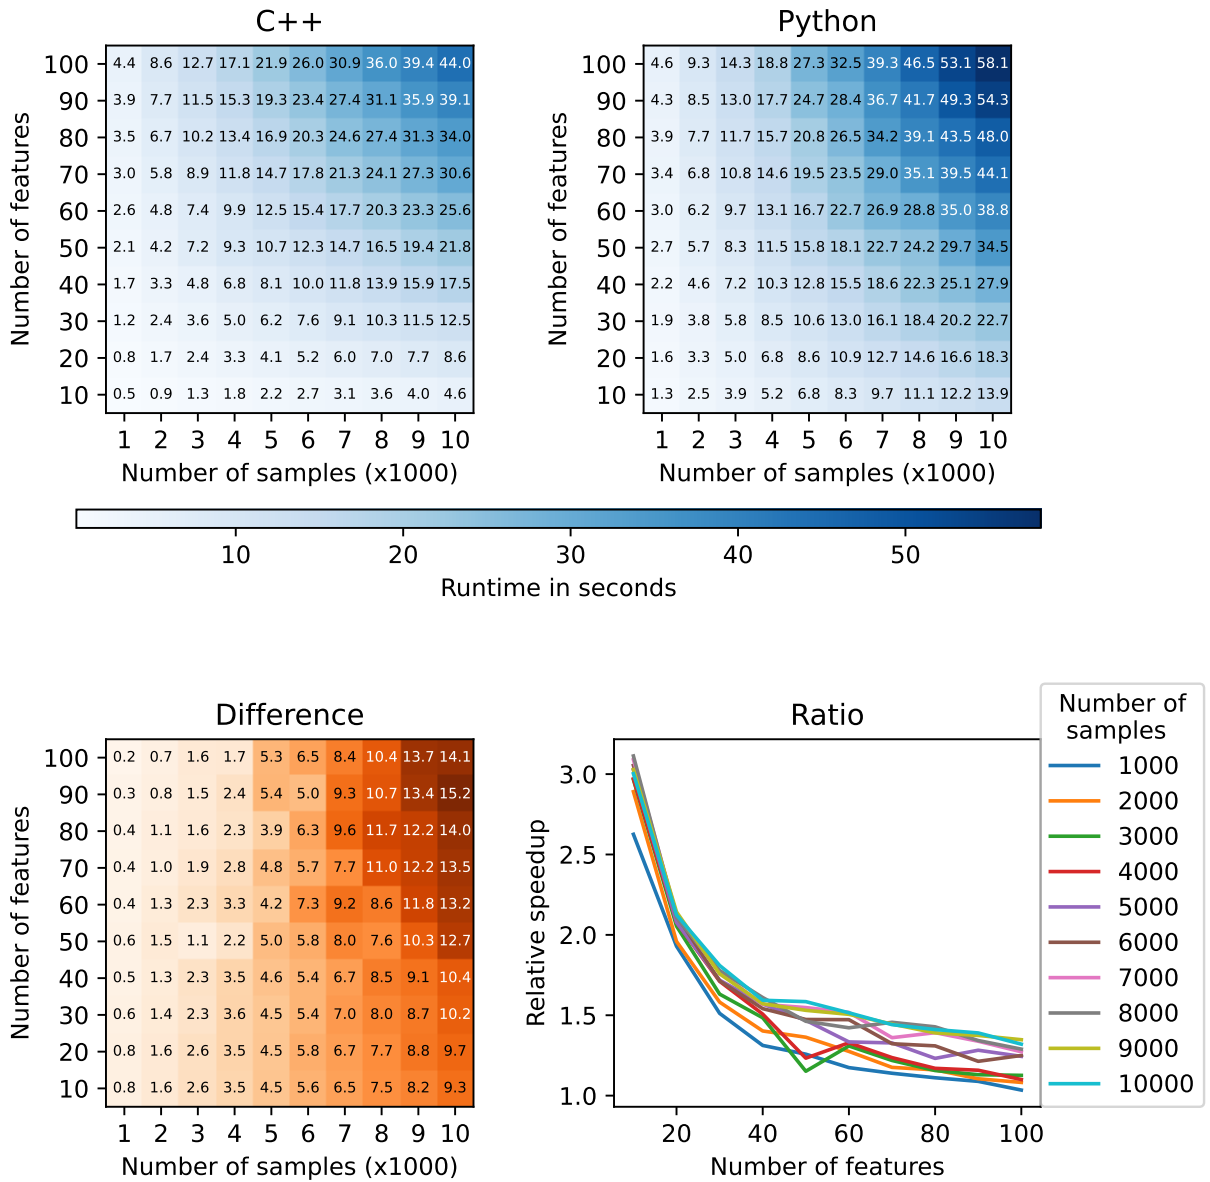 C++
Number of features
100 4.4 8.6 12.7 17.1 21.9 26.0 30.9 36.0 39.4 44.0
90 3.9 7.7 11.5 15.3 19.3 23.4 27.4 31.1 35.9 39.1
80 3.5 6.7 10.2 13.4 16.9 20.3 24.6 27.4 31.3 34.0
70 3.0 5.8 8.9 11.8 14.7 17.8 21.3 24.1 27.3 30.6
60 2.6 4.8 7.4 9.9 12.5 15.4 17.7 20.3 23.3 25.6
50 2.1 4.2 7.2 9.3 10.7 12.3 14.7 16.5 19.4 21.8
40 1.7 3.3 4.8 6.8 8.1 10.0 11.8 13.9 15.9 17.5
30 1.2 2.4 3.6 5.0 6.2 7.6 9.1 10.3 11.5 12.5
20 0.8 1.7 2.4 3.3 4.1 5.2 6.0 7.0 7.7 8.6
10 0.5 0.9 1.3 1.8 2.2 2.7 3.1 3.6 4.0 4.6
1 2 3 4 5 6 7 8 9 10
Number of samples (x1000)
Python
Number of features
100 4.6 9.3 14.3 18.8 27.3 32.5 39.3 46.5 53.1 58.1
90 4.3 8.5 13.0 17.7 24.7 28.4 36.7 41.7 49.3 54.3
80 3.9 7.7 11.7 15.7 20.8 26.5 34.2 39.1 43.5 48.0
70 3.4 6.8 10.8 14.6 19.5 23.5 29.0 35.1 39.5 44.1
60 3.0 6.2 9.7 13.1 16.7 22.7 26.9 28.8 35.0 38.8
50 2.7 5.7 8.3 11.5 15.8 18.1 22.7 24.2 29.7 34.5
40 2.2 4.6 7.2 10.3 12.8 15.5 18.6 22.3 25.1 27.9
30 1.9 3.8 5.8 8.5 10.6 13.0 16.1 18.4 20.2 22.7
20 1.6 3.3 5.0 6.8 8.6 10.9 12.7 14.6 16.6 18.3
10 1.3 2.5 3.9 5.2 6.8 8.3 9.7 11.1 12.2 13.9
1 2 3 4 5 6 7 8 9 10
Number of samples (x1000)
10 20 30 40 50
Runtime in seconds
Difference
Number of features
100 0.2 0.7 1.6 1.7 5.3 6.5 8.4 10.4 13.7 14.1
90 0.3 0.8 1.5 2.4 5.4 5.0 9.3 10.7 13.4 15.2
80 0.4 1.1 1.6 2.3 3.9 6.3 9.6 11.7 12.2 14.0
70 0.4 1.0 1.9 2.8 4.8 5.7 7.7 11.0 12.2 13.5
60 0.4 1.3 2.3 3.3 4.2 7.3 9.2 8.6 11.8 13.2
50 0.6 1.5 1.1 2.2 5.0 5.8 8.0 7.6 10.3 12.7
40 0.5 1.3 2.3 3.5 4.6 5.4 6.7 8.5 9.1 10.4
30 0.6 1.4 2.3 3.6 4.5 5.4 7.0 8.0 8.7 10.2
20 0.8 1.6 2.6 3.5 4.5 5.8 6.7 7.7 8.8 9.7
10 0.8 1.6 2.6 3.5 4.5 5.6 6.5 7.5 8.2 9.3
1 2 3 4 5 6 7 8 9 10
Number of samples (x1000)
Ratio
Relative speedup
3.0
2.5
2.0
1.5
1.0
20 40 60 80 100
Number of features
Number of
samples
1000
2000
3000
4000
5000
6000
7000
8000
9000
10000